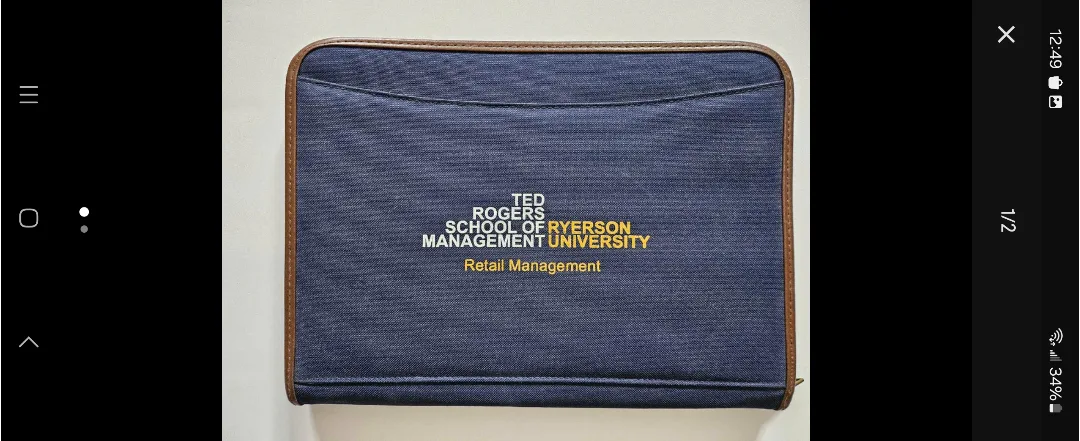 TED
ROGERS
SCHOOL OF RYERSON
MANAGEMENT UNIVERSITY
Retail Management
12:49
1/2
34%